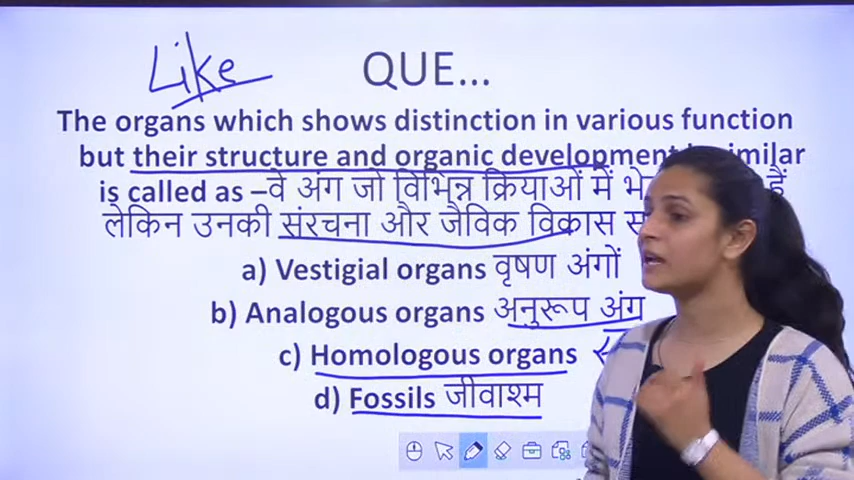 Like
QUE...
The organs which shows distinction in various function
but their structure and organic development similar
is called as –वे अंग जो विभिन्न क्रियाओं में हैं
लेकिन उनकी संरचना और जैविक विकास
a) Vestigial organs वृषण अंगों
b) Analogous organs अनुरूप अंग
c) Homologous organs
d) Fossils जीवाश्म